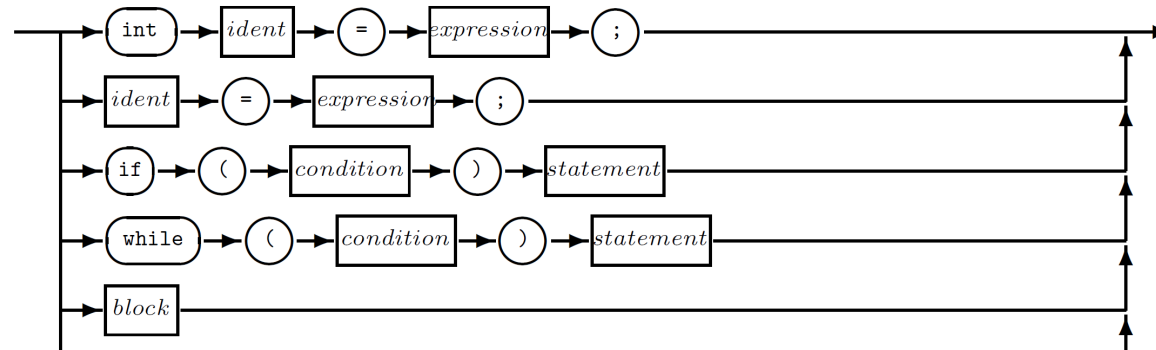 int ident = expression ;
ident = expression ;
if ( condition ) statement
while ( condition ) statement
block